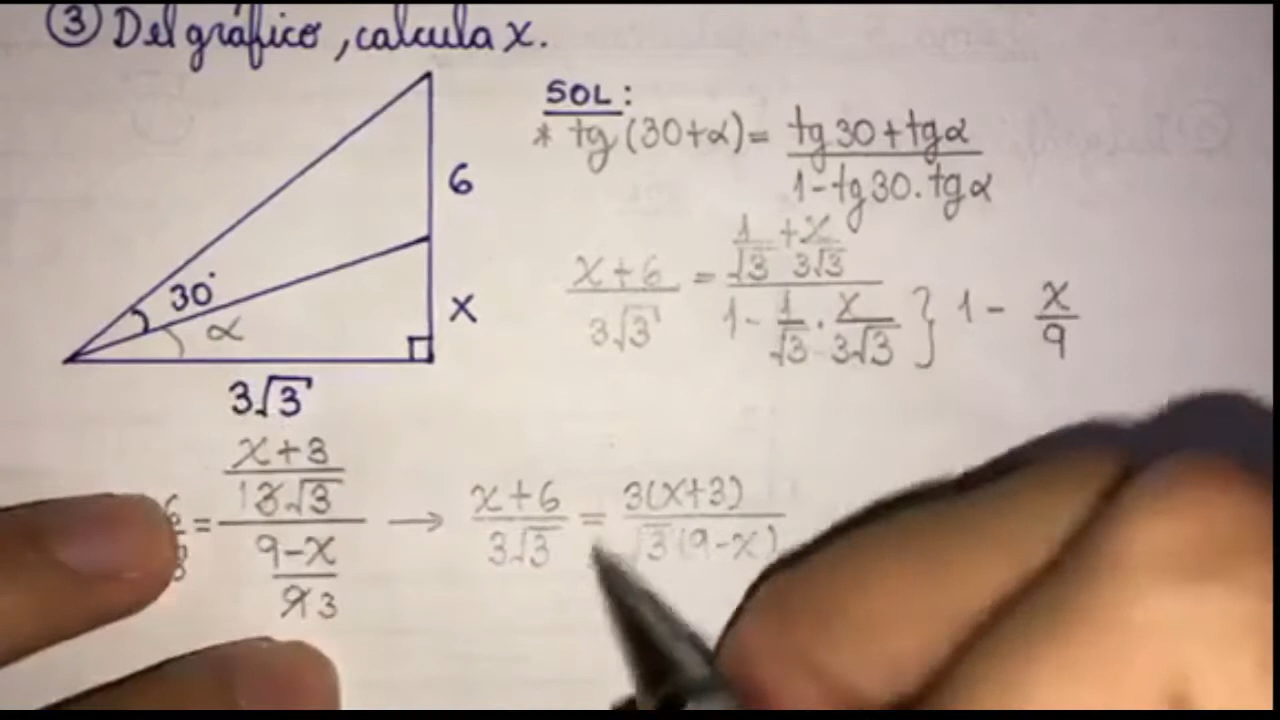 ③ Del gráfico, calcula x.
6
30°
α
x
3√3
SOL:
* tg(30+α) = (tg30+tgα)/(1-tg30.tgα)
(x+6)/(3√3) = (1/√3 + x/(3√3))/(1 - 1/√3 . x/(3√3)) } 1 - x/9
= ((x+3)/(3√3))/((9-x)/(9 3)) → (x+6)/(3√3) = 3(x+3)/(√3(9-x))